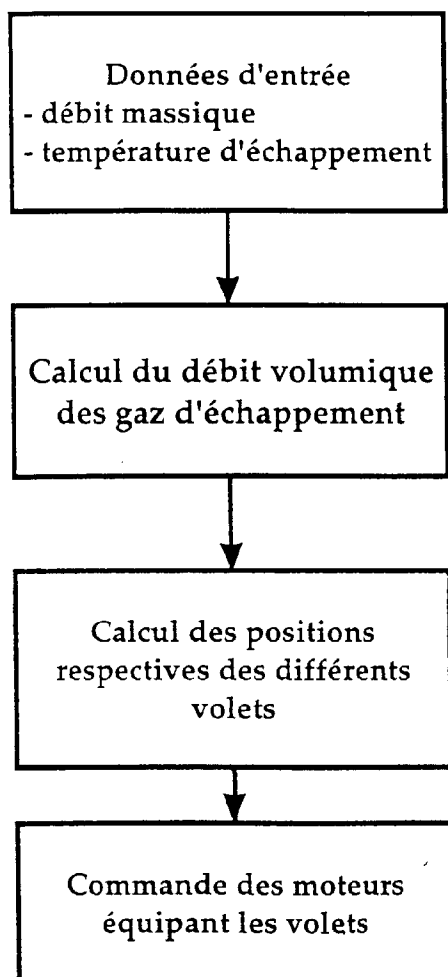 Données d'entrée
- débit massique
- température d'échappement
Calcul du débit volumique
des gaz d'échappement
Calcul des positions
respectives des différents
volets
Commande des moteurs
équipant les volets